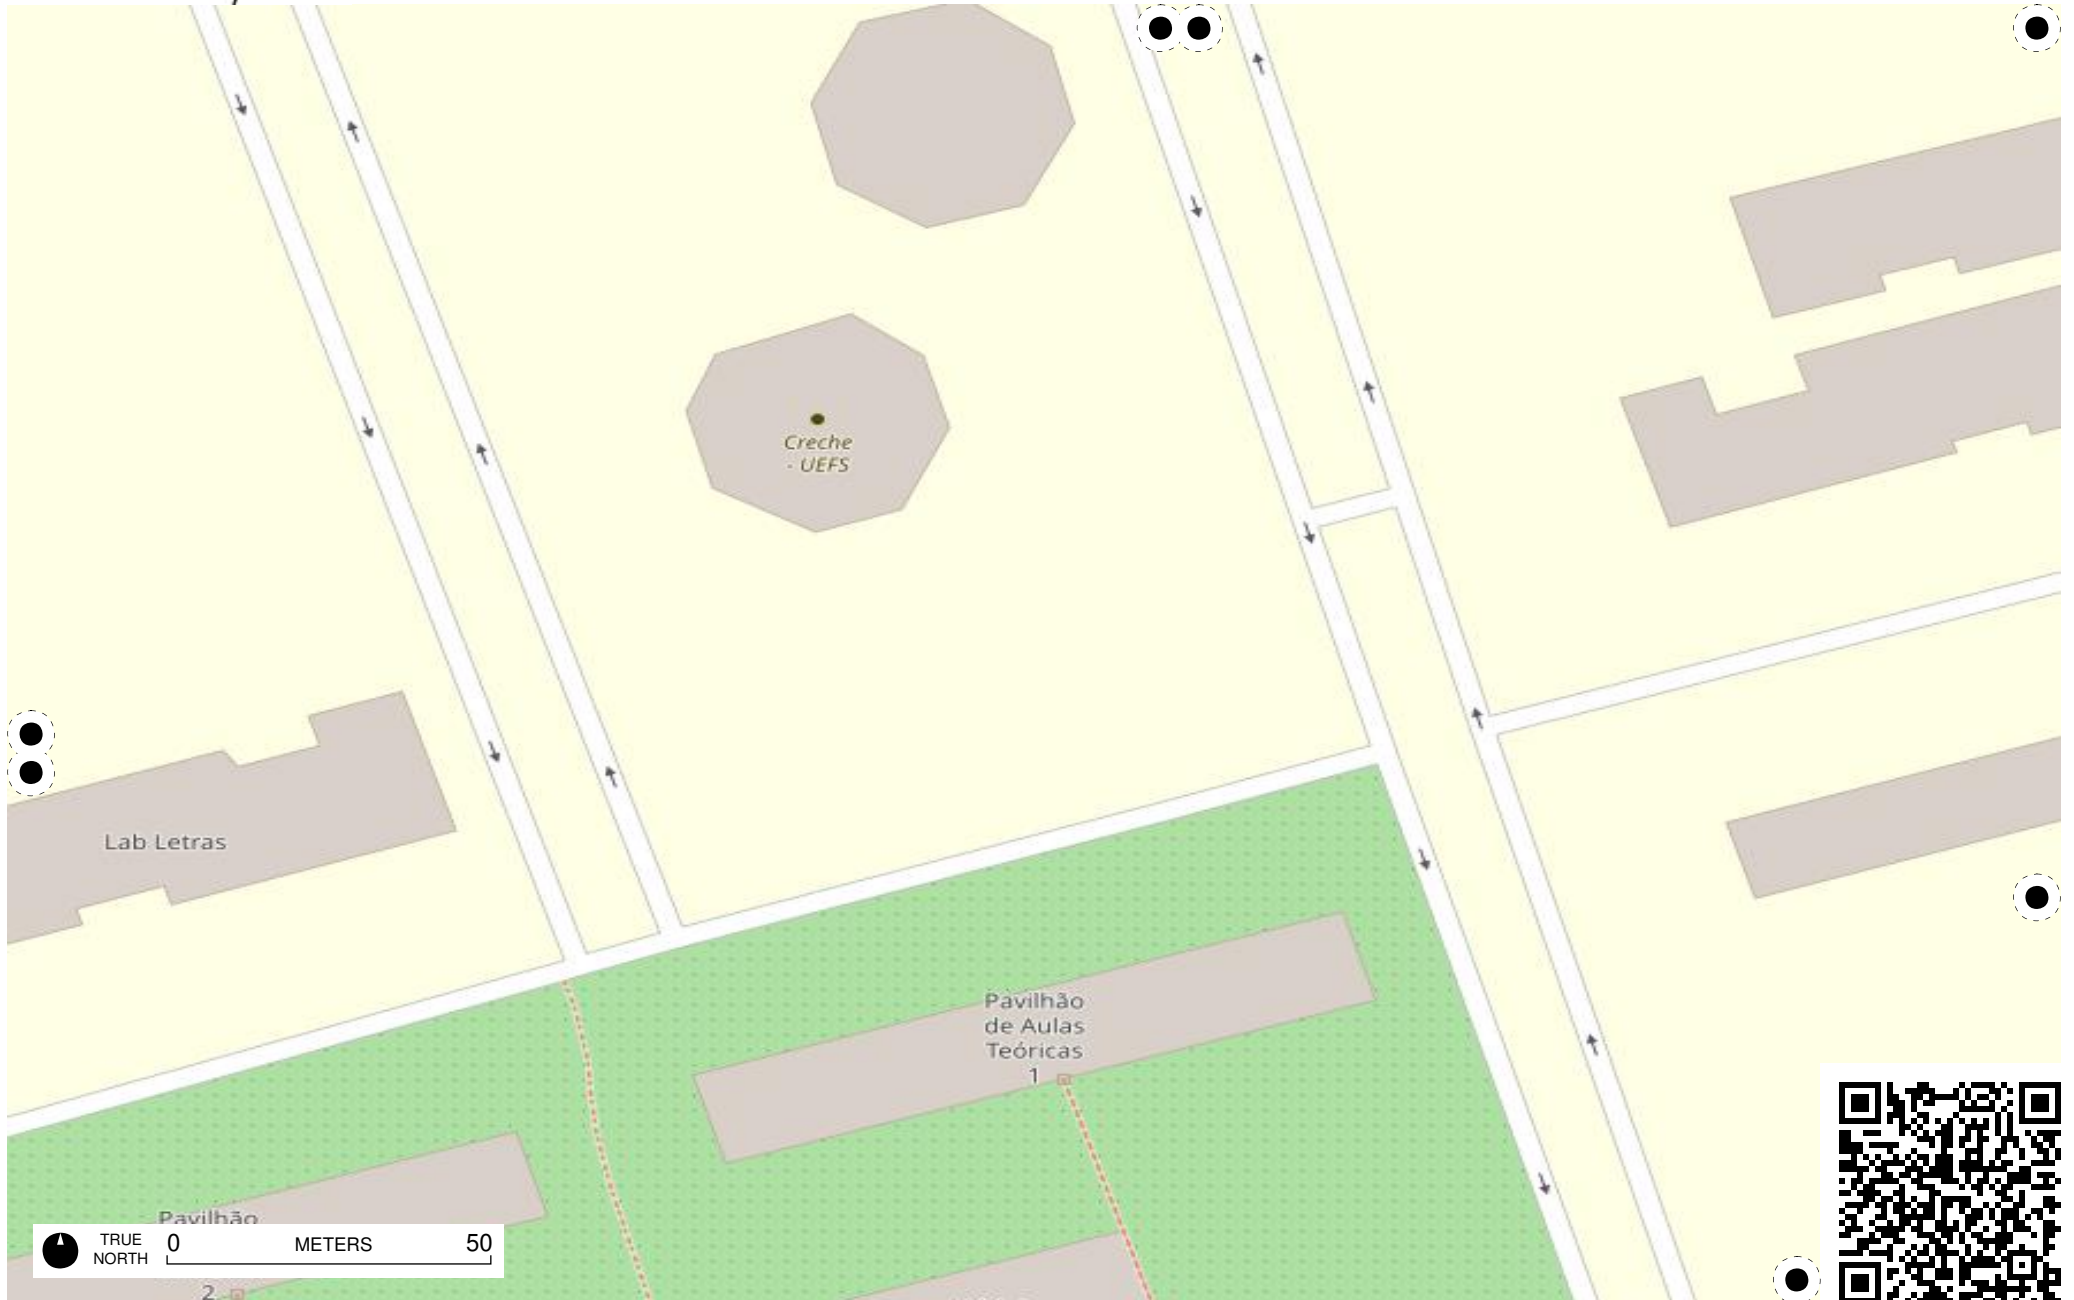 Creche
- UEFS
Lab Letras
Pavilhão
de Aulas
Teóricas
1
Pavilhão
TRUE
NORTH
0 METERS 50
2